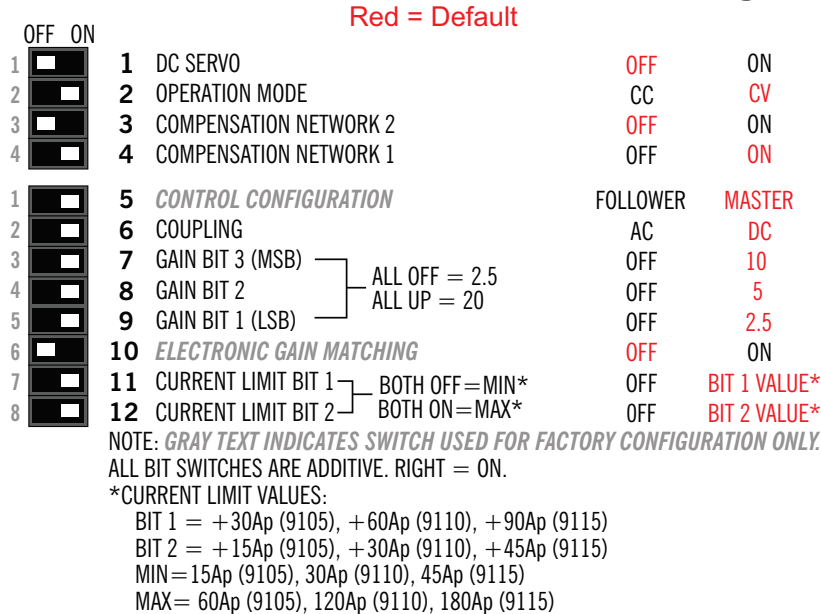 Red = Default
OFF ON
1 1 DC SERVO OFF ON
2 2 OPERATION MODE CC CV
3 3 COMPENSATION NETWORK 2 OFF ON
4 4 COMPENSATION NETWORK 1 OFF ON
1 5 CONTROL CONFIGURATION FOLLOWER MASTER
2 6 COUPLING AC DC
3 7 GAIN BIT 3 (MSB) OFF 10
ALL OFF = 2.5
4 8 GAIN BIT 2 OFF 5
ALL UP = 20
5 9 GAIN BIT 1 (LSB) OFF 2.5
6 10 ELECTRONIC GAIN MATCHING OFF ON
7 11 CURRENT LIMIT BIT 1 BOTH OFF=MIN* OFF BIT 1 VALUE*
8 12 CURRENT LIMIT BIT 2 BOTH ON=MAX* OFF BIT 2 VALUE*
NOTE: GRAY TEXT INDICATES SWITCH USED FOR FACTORY CONFIGURATION ONLY.
ALL BIT SWITCHES ARE ADDITIVE. RIGHT = ON.
*CURRENT LIMIT VALUES:
BIT 1 = +30Ap (9105), +60Ap (9110), +90Ap (9115)
BIT 2 = +15Ap (9105), +30Ap (9110), +45Ap (9115)
MIN=15Ap (9105), 30Ap (9110), 45Ap (9115)
MAX= 60Ap (9105), 120Ap (9110), 180Ap (9115)